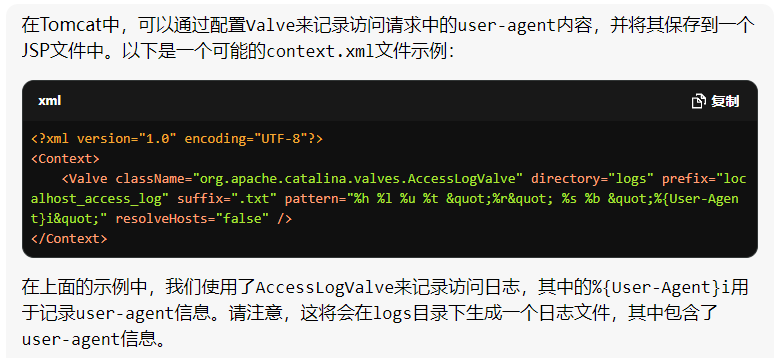 在Tomcat中，可以通过配置Valve来记录访问请求中的user-agent内容，并将其保存到一个
JSP文件中。以下是一个可能的context.xml文件示例：
xml
复制
<?xml version="1.0" encoding="UTF-8"?>
<Context>
    <Valve className="org.apache.catalina.valves.AccessLogValve" directory="logs" prefix="loc
alhost_access_log" suffix=".txt" pattern="%h %l %u %t &quot;%r&quot; %s %b &quot;%{User-Agen
t}i&quot;" resolveHosts="false" />
</Context>
在上面的示例中，我们使用了AccessLogValve来记录访问日志，其中的%{User-Agent}i用
于记录user-agent信息。请注意，这将会在logs目录下生成一个日志文件，其中包含了
user-agent信息。